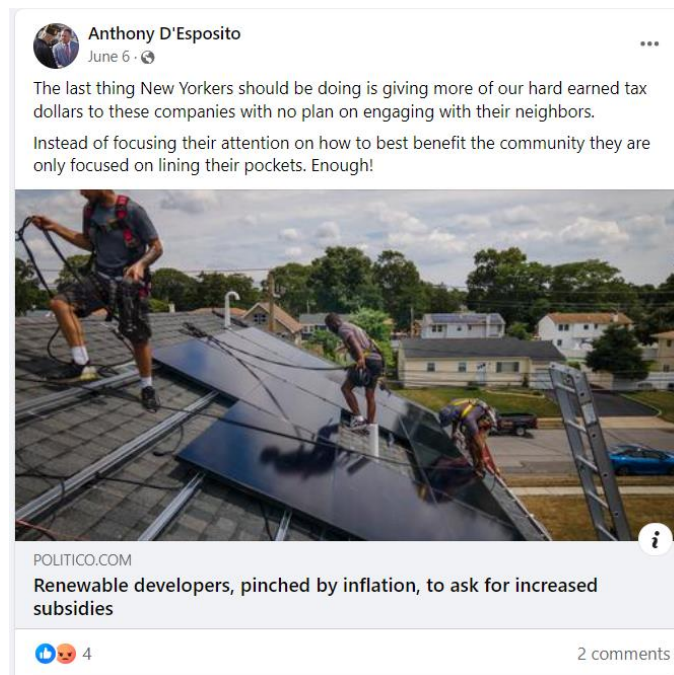 Anthony D'Esposito
June 6 ·
The last thing New Yorkers should be doing is giving more of our hard earned tax
dollars to these companies with no plan on engaging with their neighbors.
Instead of focusing their attention on how to best benefit the community they are
only focused on lining their pockets. Enough!
i
POLITICO.COM
Renewable developers, pinched by inflation, to ask for increased
subsidies
4 2 comments